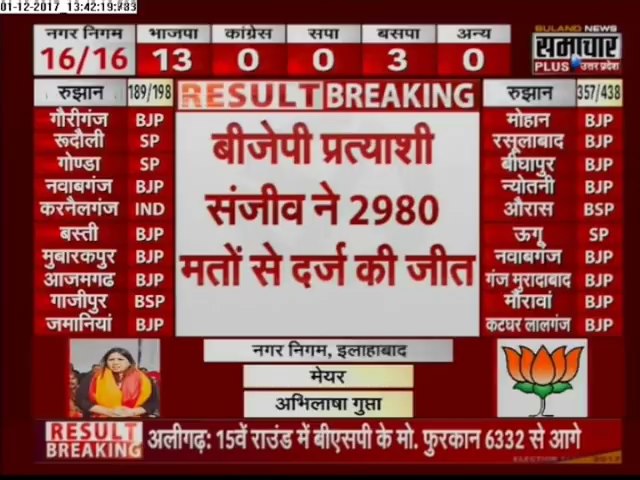 01-12-2017_13:42:19:783
नगर निगम भाजपा कांग्रेस सपा बसपा अन्य
16/16 13 0 0 3 0
BULAND NEWS
समाचार
PLUS उत्तर प्रदेश
रुझान 189/198
गौरीगंज BJP
रूदौली SP
गोण्डा SP
नवाबगंज BJP
करनैलगंज IND
बस्ती BJP
मुबारकपुर BJP
आजमगढ BJP
गाजीपुर BSP
जमानियां BJP
RESULT BREAKING
बीजेपी प्रत्याशी
संजीव ने 2980
मतों से दर्ज की जीत
रुझान 357/438
मोहान BJP
रसूलाबाद BJP
बीघापुर BJP
न्योतनी BJP
औरास BSP
ऊगू SP
नवाबगंज BJP
गंज मुरादाबाद BJP
मौरावां BJP
कटघर लालगंज BJP
नगर निगम, इलाहाबाद
मेयर
अभिलाषा गुप्ता
RESULT
BREAKING
अलीगढ़: 15वें राउंड में बीएसपी के मो. फुरकान 6332 से आगे